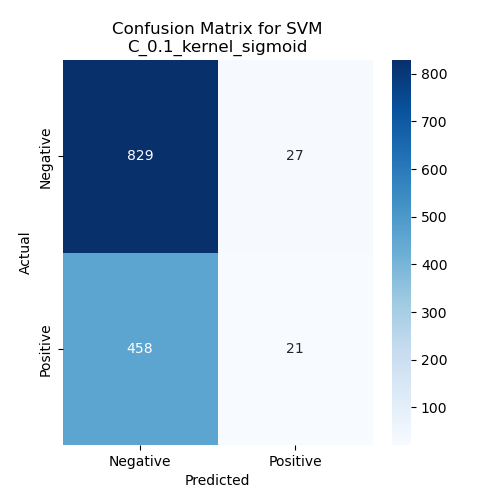 Confusion Matrix for SVM
C_0.1_kernel_sigmoid
Actual
Negative
829
27
Positive
458
21
Negative
Positive
Predicted
800
700
600
500
400
300
200
100